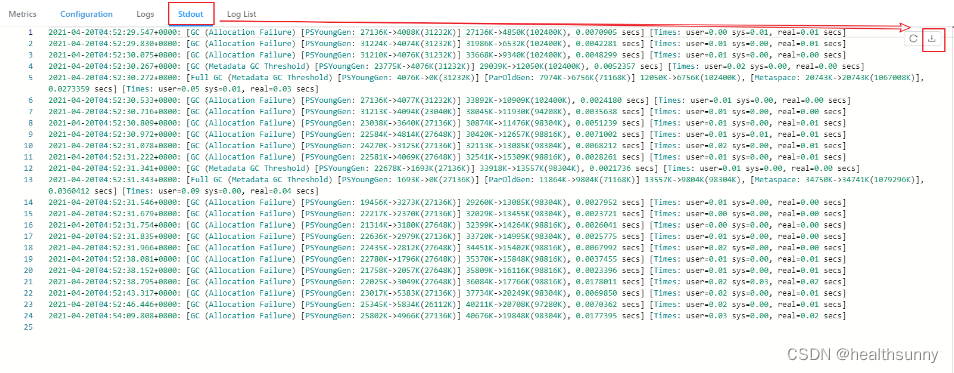 Metrics Configuration Logs Stdout Log List
1 2021-04-20T04:52:29.547+0800: [GC (Allocation Failure) [PSYoungGen: 27136K->4088K(31232K)] 27136K->4850K(102400K), 0.0070905 secs] [Times: user=0.00 sys=0.01, real=0.01 secs]
2 2021-04-20T04:52:29.830+0800: [GC (Allocation Failure) [PSYoungGen: 31224K->4074K(31232K)] 31986K->6532K(102400K), 0.0042281 secs] [Times: user=0.01 sys=0.00, real=0.01 secs]
3 2021-04-20T04:52:30.075+0800: [GC (Allocation Failure) [PSYoungGen: 31210K->4076K(31232K)] 33668K->9340K(102400K), 0.0048299 secs] [Times: user=0.01 sys=0.00, real=0.00 secs]
4 2021-04-20T04:52:30.267+0800: [GC (Metadata GC Threshold) [PSYoungGen: 23775K->4076K(31232K)] 29039K->12050K(102400K), 0.0052357 secs] [Times: user=0.02 sys=0.00, real=0.00 secs]
5 2021-04-20T04:52:30.272+0800: [Full GC (Metadata GC Threshold) [PSYoungGen: 4076K->0K(31232K)] [ParOldGen: 7974K->6756K(71168K)] 12050K->6756K(102400K), [Metaspace: 20743K->20743K(1067008K)],
0.0273359 secs] [Times: user=0.05 sys=0.01, real=0.03 secs]
6 2021-04-20T04:52:30.533+0800: [GC (Allocation Failure) [PSYoungGen: 27136K->4077K(31232K)] 33892K->10909K(102400K), 0.0024180 secs] [Times: user=0.01 sys=0.00, real=0.00 secs]
7 2021-04-20T04:52:30.716+0800: [GC (Allocation Failure) [PSYoungGen: 31213K->4094K(23040K)] 38045K->11930K(94208K), 0.0035638 secs] [Times: user=0.01 sys=0.00, real=0.00 secs]
8 2021-04-20T04:52:30.809+0800: [GC (Allocation Failure) [PSYoungGen: 23038K->3640K(27136K)] 30874K->11476K(98304K), 0.0051239 secs] [Times: user=0.01 sys=0.00, real=0.01 secs]
9 2021-04-20T04:52:30.972+0800: [GC (Allocation Failure) [PSYoungGen: 22584K->4814K(27648K)] 30420K->12657K(98816K), 0.0071002 secs] [Times: user=0.01 sys=0.01, real=0.01 secs]
10 2021-04-20T04:52:31.078+0800: [GC (Allocation Failure) [PSYoungGen: 24270K->3125K(27136K)] 32113K->13085K(98304K), 0.0068212 secs] [Times: user=0.02 sys=0.00, real=0.01 secs]
11 2021-04-20T04:52:31.222+0800: [GC (Allocation Failure) [PSYoungGen: 22581K->4069K(27648K)] 32541K->15309K(98816K), 0.0028261 secs] [Times: user=0.01 sys=0.00, real=0.01 secs]
12 2021-04-20T04:52:31.341+0800: [GC (Metadata GC Threshold) [PSYoungGen: 22678K->1693K(27136K)] 33918K->13557K(98304K), 0.0021736 secs] [Times: user=0.01 sys=0.00, real=0.00 secs]
13 2021-04-20T04:52:31.343+0800: [Full GC (Metadata GC Threshold) [PSYoungGen: 1693K->0K(27136K)] [ParOldGen: 11864K->9804K(71168K)] 13557K->9804K(98304K), [Metaspace: 34750K->34741K(1079296K)],
0.0360412 secs] [Times: user=0.09 sys=0.00, real=0.04 secs]
14 2021-04-20T04:52:31.546+0800: [GC (Allocation Failure) [PSYoungGen: 19456K->3273K(27136K)] 29260K->13085K(98304K), 0.0027952 secs] [Times: user=0.01 sys=0.00, real=0.01 secs]
15 2021-04-20T04:52:31.679+0800: [GC (Allocation Failure) [PSYoungGen: 22217K->2370K(27136K)] 32029K->13455K(98304K), 0.0023721 secs] [Times: user=0.00 sys=0.00, real=0.00 secs]
16 2021-04-20T04:52:31.754+0800: [GC (Allocation Failure) [PSYoungGen: 21314K->3180K(27648K)] 32399K->14264K(98816K), 0.0026041 secs] [Times: user=0.00 sys=0.00, real=0.00 secs]
17 2021-04-20T04:52:31.835+0800: [GC (Allocation Failure) [PSYoungGen: 22636K->2979K(27136K)] 33720K->14995K(98304K), 0.0025775 secs] [Times: user=0.01 sys=0.00, real=0.00 secs]
18 2021-04-20T04:52:31.966+0800: [GC (Allocation Failure) [PSYoungGen: 22435K->2812K(27648K)] 34451K->15402K(98816K), 0.0067992 secs] [Times: user=0.02 sys=0.00, real=0.00 secs]
19 2021-04-20T04:52:38.081+0800: [GC (Allocation Failure) [PSYoungGen: 22780K->1796K(27648K)] 35370K->15848K(98816K), 0.0037455 secs] [Times: user=0.01 sys=0.00, real=0.01 secs]
20 2021-04-20T04:52:38.152+0800: [GC (Allocation Failure) [PSYoungGen: 21758K->2057K(27648K)] 35809K->16116K(98816K), 0.0023396 secs] [Times: user=0.01 sys=0.00, real=0.01 secs]
21 2021-04-20T04:52:38.795+0800: [GC (Allocation Failure) [PSYoungGen: 22025K->3049K(27648K)] 36084K->17766K(98816K), 0.0178011 secs] [Times: user=0.02 sys=0.03, real=0.02 secs]
22 2021-04-20T04:52:43.317+0800: [GC (Allocation Failure) [PSYoungGen: 23017K->5383K(27136K)] 37734K->20249K(98304K), 0.0069850 secs] [Times: user=0.02 sys=0.00, real=0.01 secs]
23 2021-04-20T04:52:46.446+0800: [GC (Allocation Failure) [PSYoungGen: 25345K->5834K(26112K)] 40211K->20708K(97280K), 0.0070362 secs] [Times: user=0.02 sys=0.00, real=0.01 secs]
24 2021-04-20T04:54:09.808+0800: [GC (Allocation Failure) [PSYoungGen: 25802K->4966K(27136K)] 40676K->19848K(98304K), 0.0177395 secs] [Times: user=0.03 sys=0.00, real=0.02 secs]
25
CSDN @healthsunny